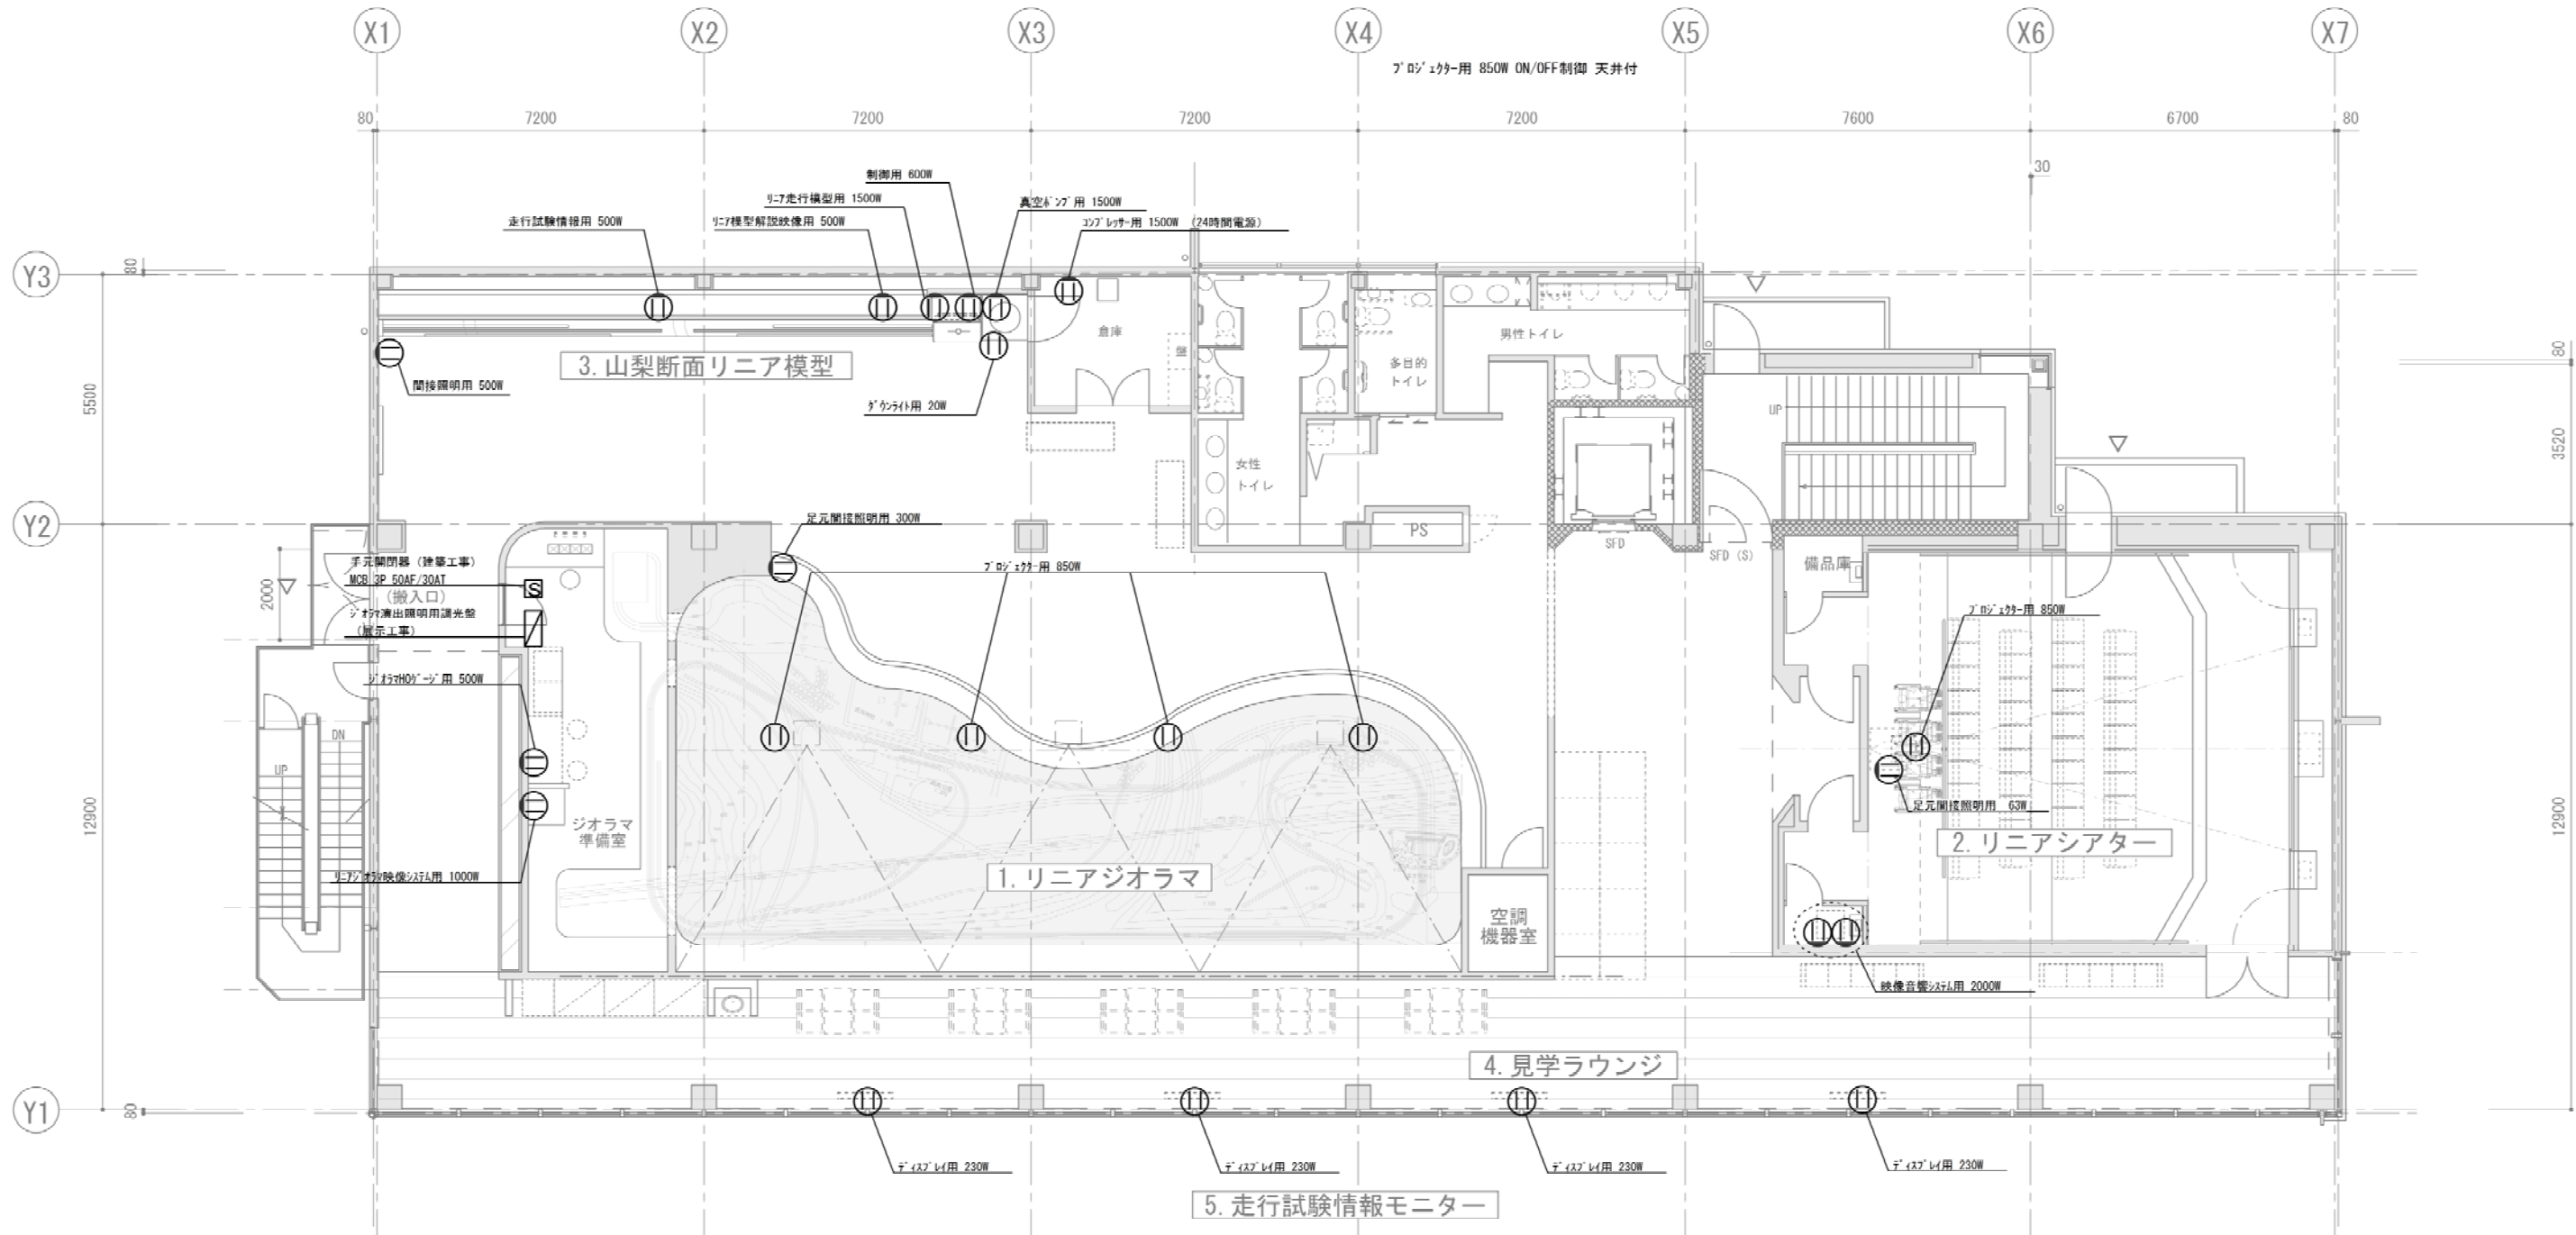 X1
X2
X3
X4
X5
X6
X7
プロジェクター用 850W ON/OFF制御 天井付
80
7200
7200
7200
7200
7600
6700
80
30
制御用 600W
リニア走行模型用 1500W
真空ポンプ用 1500W
走行試験情報用 500W
リニア模型解説映像用 500W
コンプレッサー用 1500W (24時間電源)
Y3
80
倉庫
盤
男性トイレ
3. 山梨断面リニア模型
多目的
トイレ
80
間接照明用 500W
5500
ダウンライト用 20W
UP
3520
女性
トイレ
Y2
足元間接照明用 300W
PS
SFD
SFD (S)
手元開閉器（建築工事）
MCB 3P 50AF/30AT
(搬入口)
2000
ジオラマ演出照明用調光盤
（展示工事）
プロジェクター用 850W
備品庫
プロジェクター用 850W
ジオラマHOゲージ用 500W
DN
UP
12900
ジオラマ
準備室
足元間接照明用 63W
12900
2. リニアシアター
リニアジオラマ映像システム用 1000W
1. リニアジオラマ
空調
機器室
映像音響システム用 2000W
4. 見学ラウンジ
Y1
80
ディスプレイ用 230W
ディスプレイ用 230W
ディスプレイ用 230W
ディスプレイ用 230W
5. 走行試験情報モニター
S